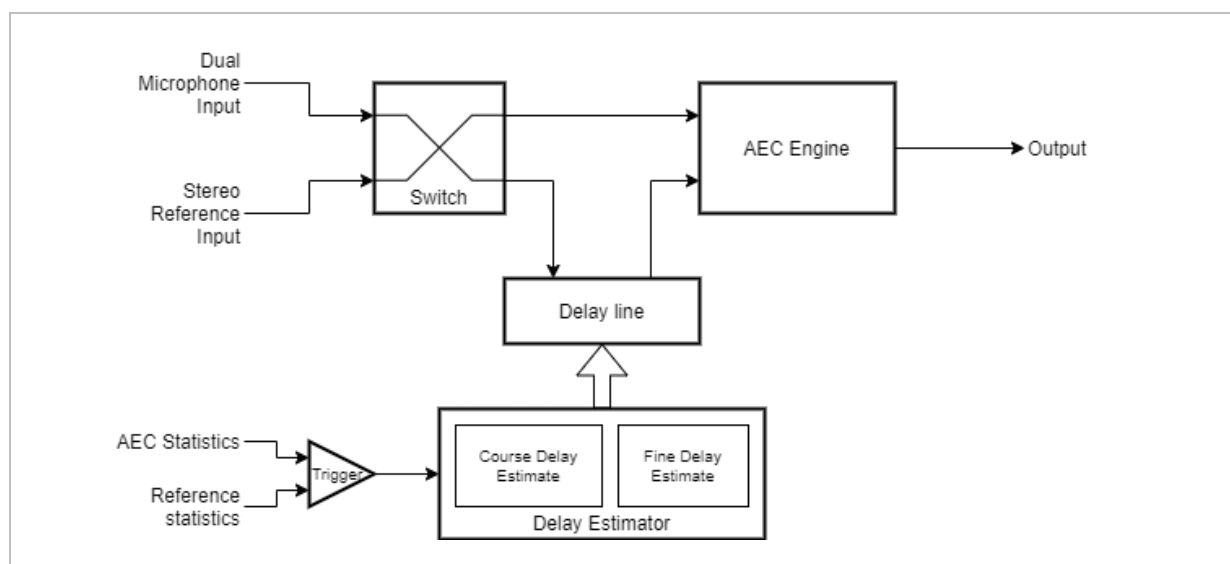 Dual
Microphone
Input
Stereo
Reference
Input
Switch
AEC Engine
Output
Delay line
AEC Statistics
Reference
statistics
Trigger
Course Delay
Estimate
Fine Delay
Estimate
Delay Estimator